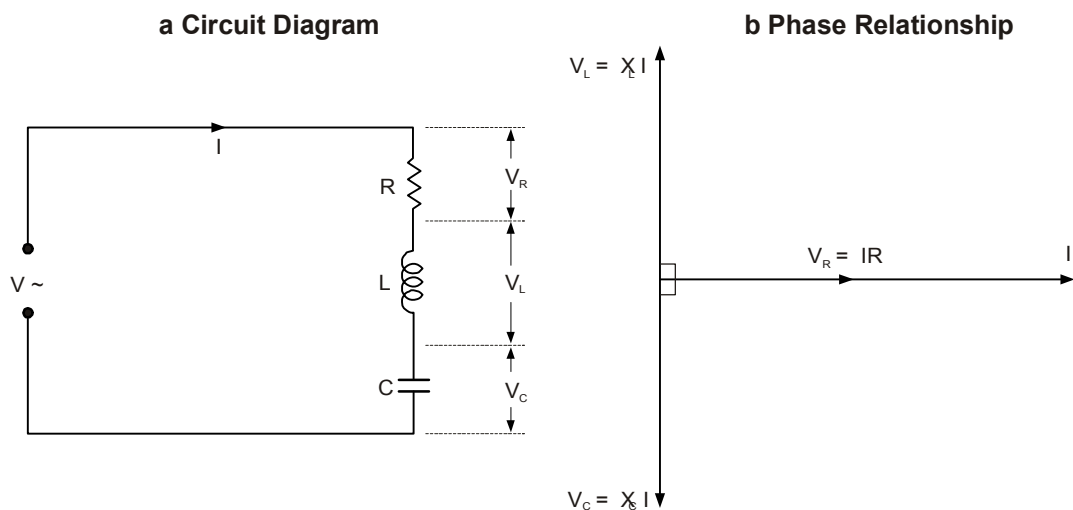 a Circuit Diagram
I
R
L
C
V ~
V_R
V_L
V_C
b Phase Relationship
V_L = X_L I
V_R = IR
I
V_C = X_C I